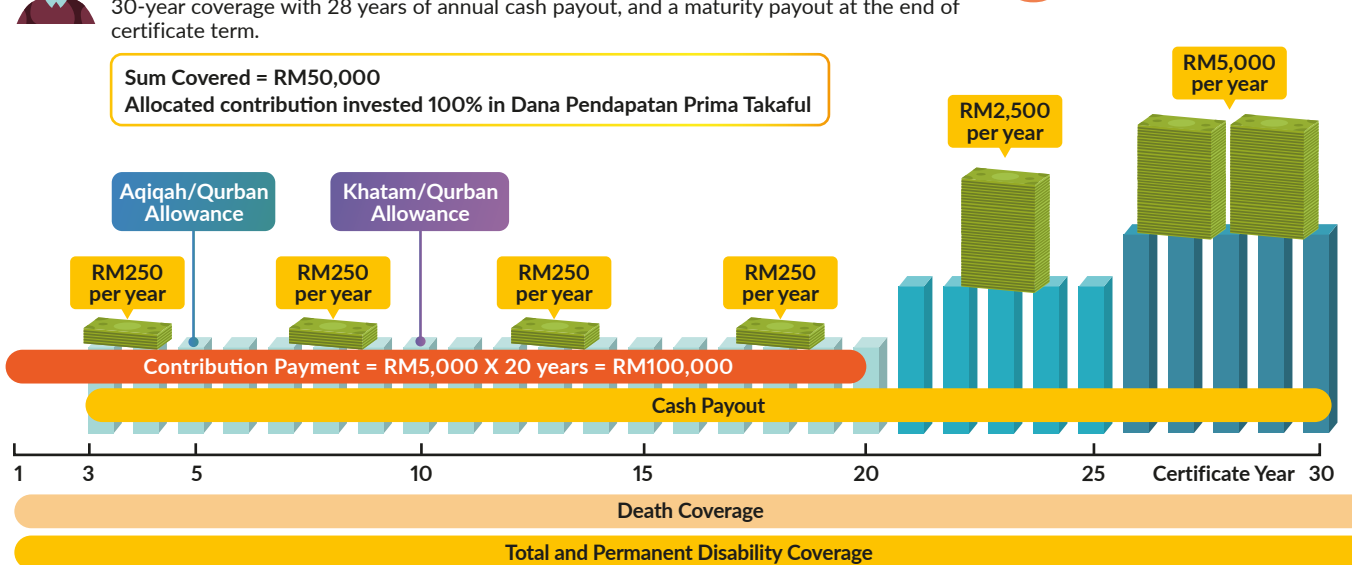 30-year coverage with 28 years of annual cash payout, and a maturity payout at the end of
certificate term.
Sum Covered = RM50,000
Allocated contribution invested 100% in Dana Pendapatan Prima Takaful
RM5,000
per year
RM2,500
per year
Aqiqah/Qurban
Allowance
Khatam/Qurban
Allowance
RM250
per year
RM250
per year
RM250
per year
RM250
per year
Contribution Payment = RM5,000 X 20 years = RM100,000
Cash Payout
1 3 5 10 15 20 25 Certificate Year 30
Death Coverage
Total and Permanent Disability Coverage